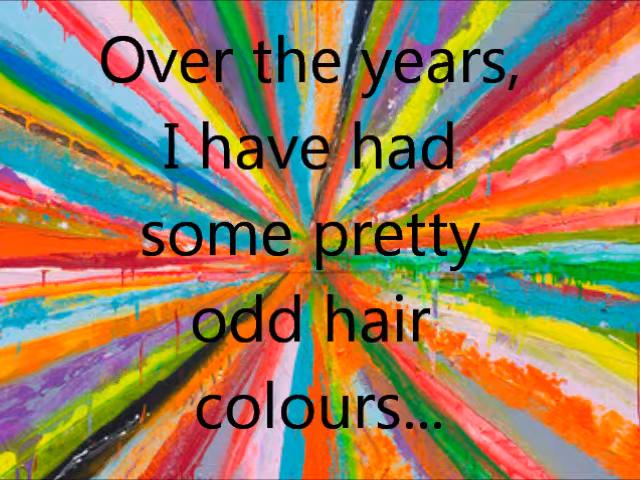 Over the years,
I have had
some pretty
odd hair
colours...